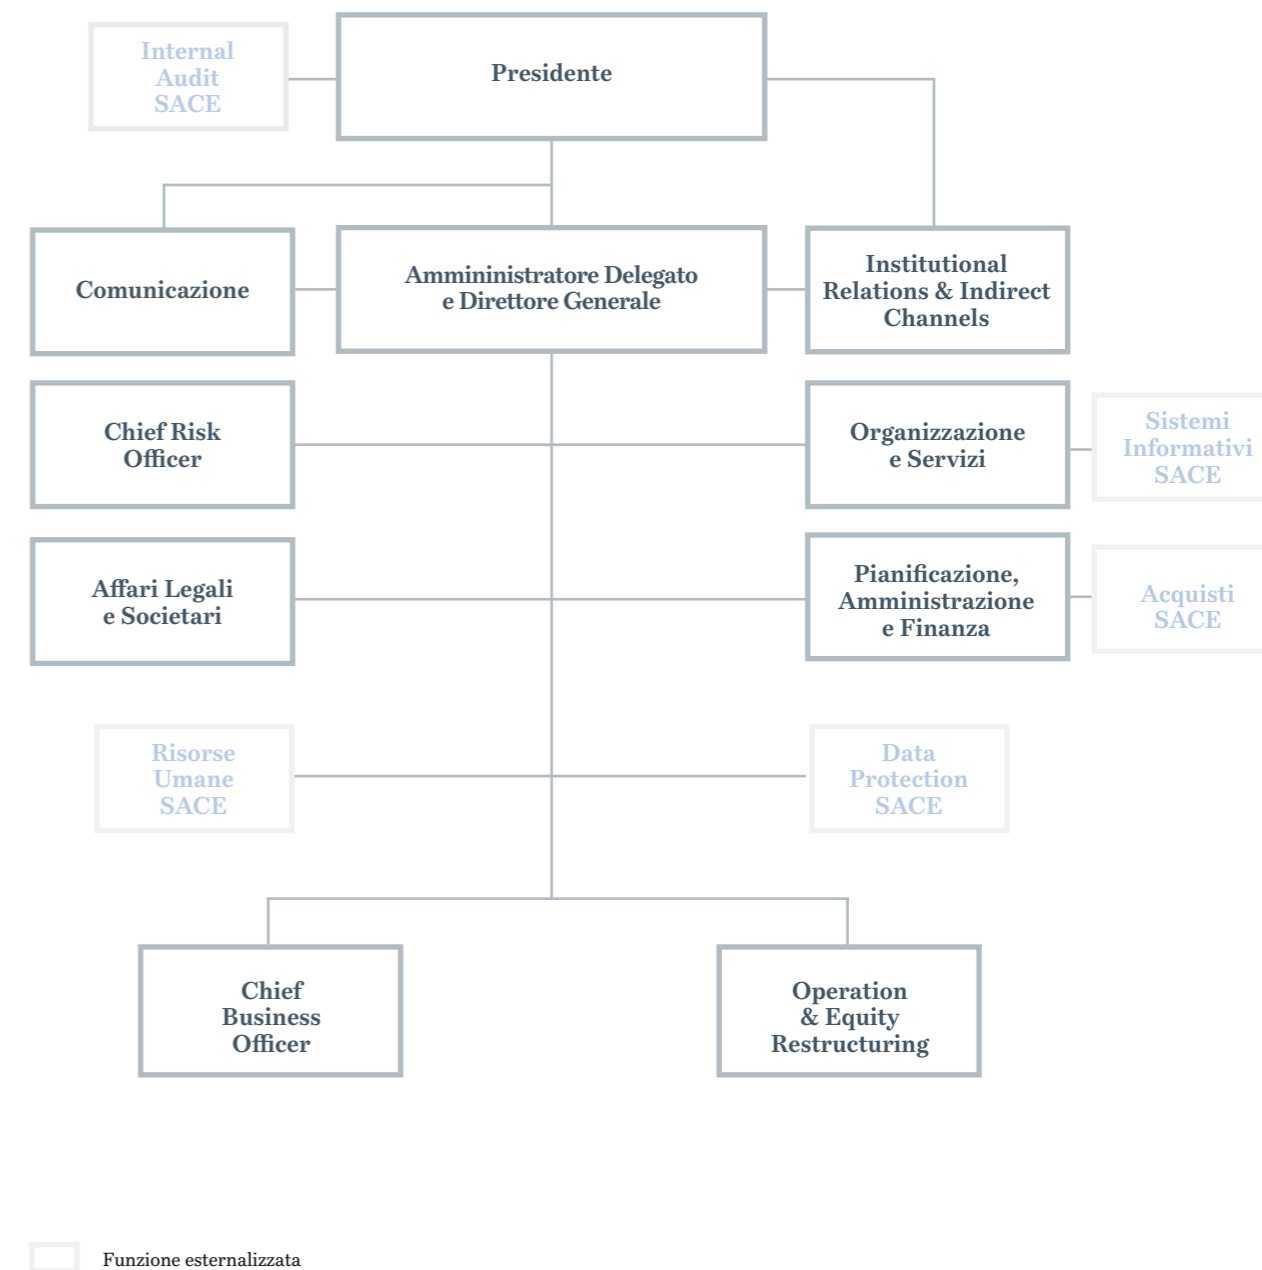 Internal
Audit
SACE
Presidente
Comunicazione
Ammininistratore Delegato
e Direttore Generale
Institutional
Relations & Indirect
Channels
Chief Risk
Officer
Organizzazione
e Servizi
Sistemi
Informativi
SACE
Affari Legali
e Societari
Pianificazione,
Amministrazione
e Finanza
Acquisti
SACE
Risorse
Umane
SACE
Data
Protection
SACE
Chief
Business
Officer
Operation
& Equity
Restructuring
Funzione esternalizzata